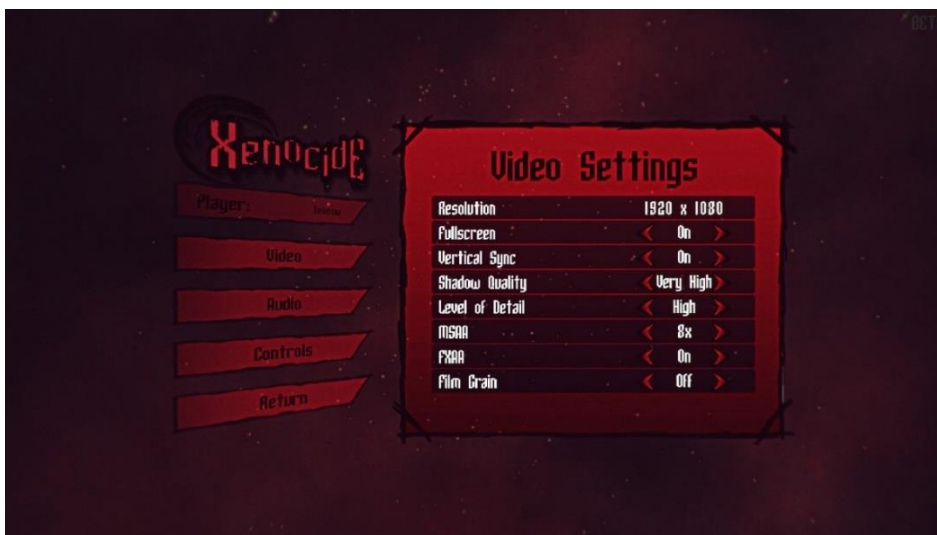 BET
XenocidE
Player:
Video
Audio
Controls
Return
Video Settings
Resolution 1920 x 1080
Fullscreen On
Vertical Sync On
Shadow Quality Very High
Level of Detail High
MSAA 8x
FXAA On
Film Grain Off